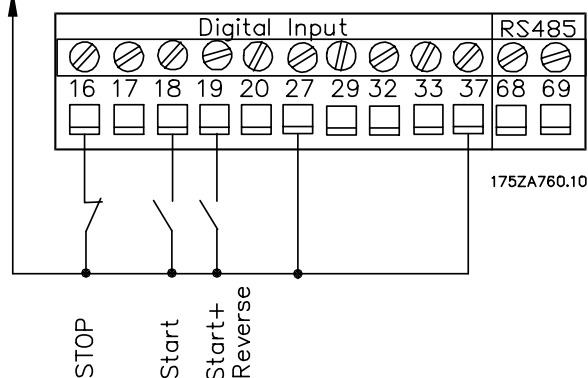 Digital Input RS485
16 17 18 19 20 27 29 32 33 37 68 69
175ZA760.10
STOP
Start
Start+
Reverse